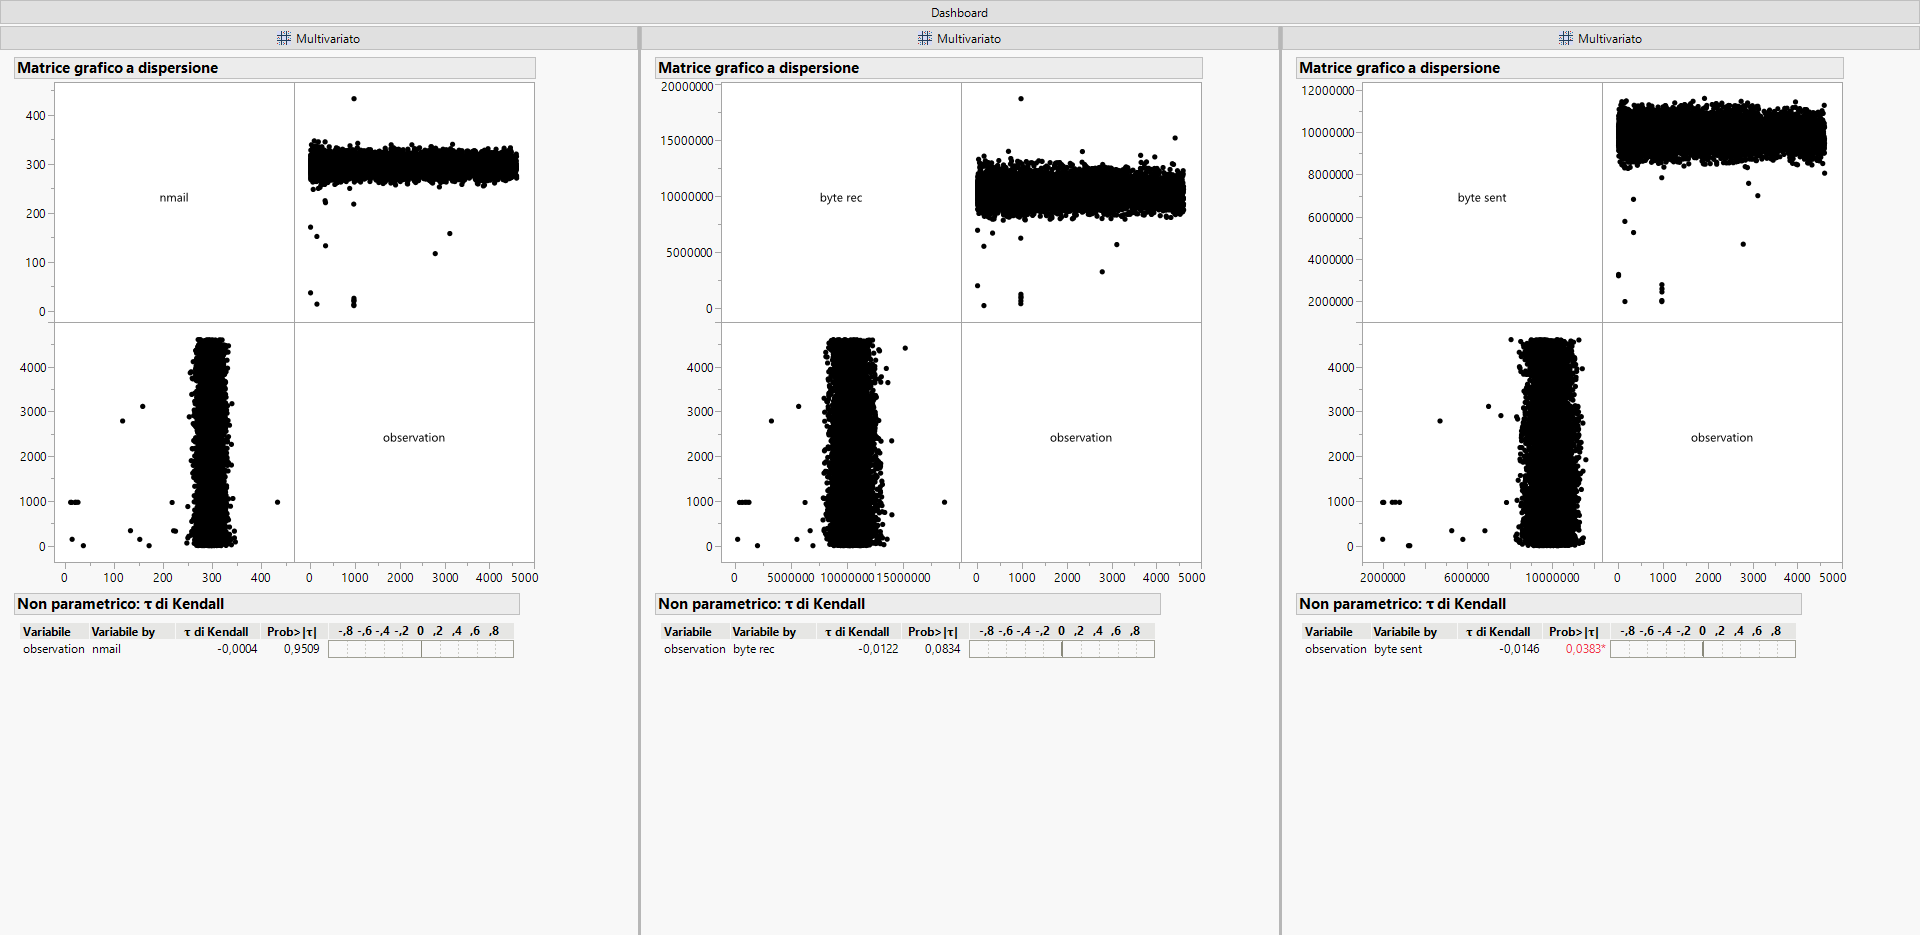 Dashboard
Multivariato
Matrice grafico a dispersione
400
300
200
100
0
nmail
4000
3000
2000
1000
0
observation
0 100 200 300 400 0 1000 2000 3000 4000 5000
Non parametrico: τ di Kendall
Variabile Variabile by τ di Kendall Prob>|τ| -,8 -,6 -,4 -,2 0 ,2 ,4 ,6 ,8
observation nmail -0,0004 0,9509
Multivariato
Matrice grafico a dispersione
20000000
15000000
10000000
5000000
0
byte rec
4000
3000
2000
1000
0
observation
0 5000000 10000000 15000000 0 1000 2000 3000 4000 5000
Non parametrico: τ di Kendall
Variabile Variabile by τ di Kendall Prob>|τ| -,8 -,6 -,4 -,2 0 ,2 ,4 ,6 ,8
observation byte rec -0,0122 0,0834
Multivariato
Matrice grafico a dispersione
12000000
10000000
8000000
6000000
4000000
2000000
byte sent
4000
3000
2000
1000
0
observation
2000000 6000000 10000000 0 1000 2000 3000 4000 5000
Non parametrico: τ di Kendall
Variabile Variabile by τ di Kendall Prob>|τ| -,8 -,6 -,4 -,2 0 ,2 ,4 ,6 ,8
observation byte sent -0,0146 0,0383*